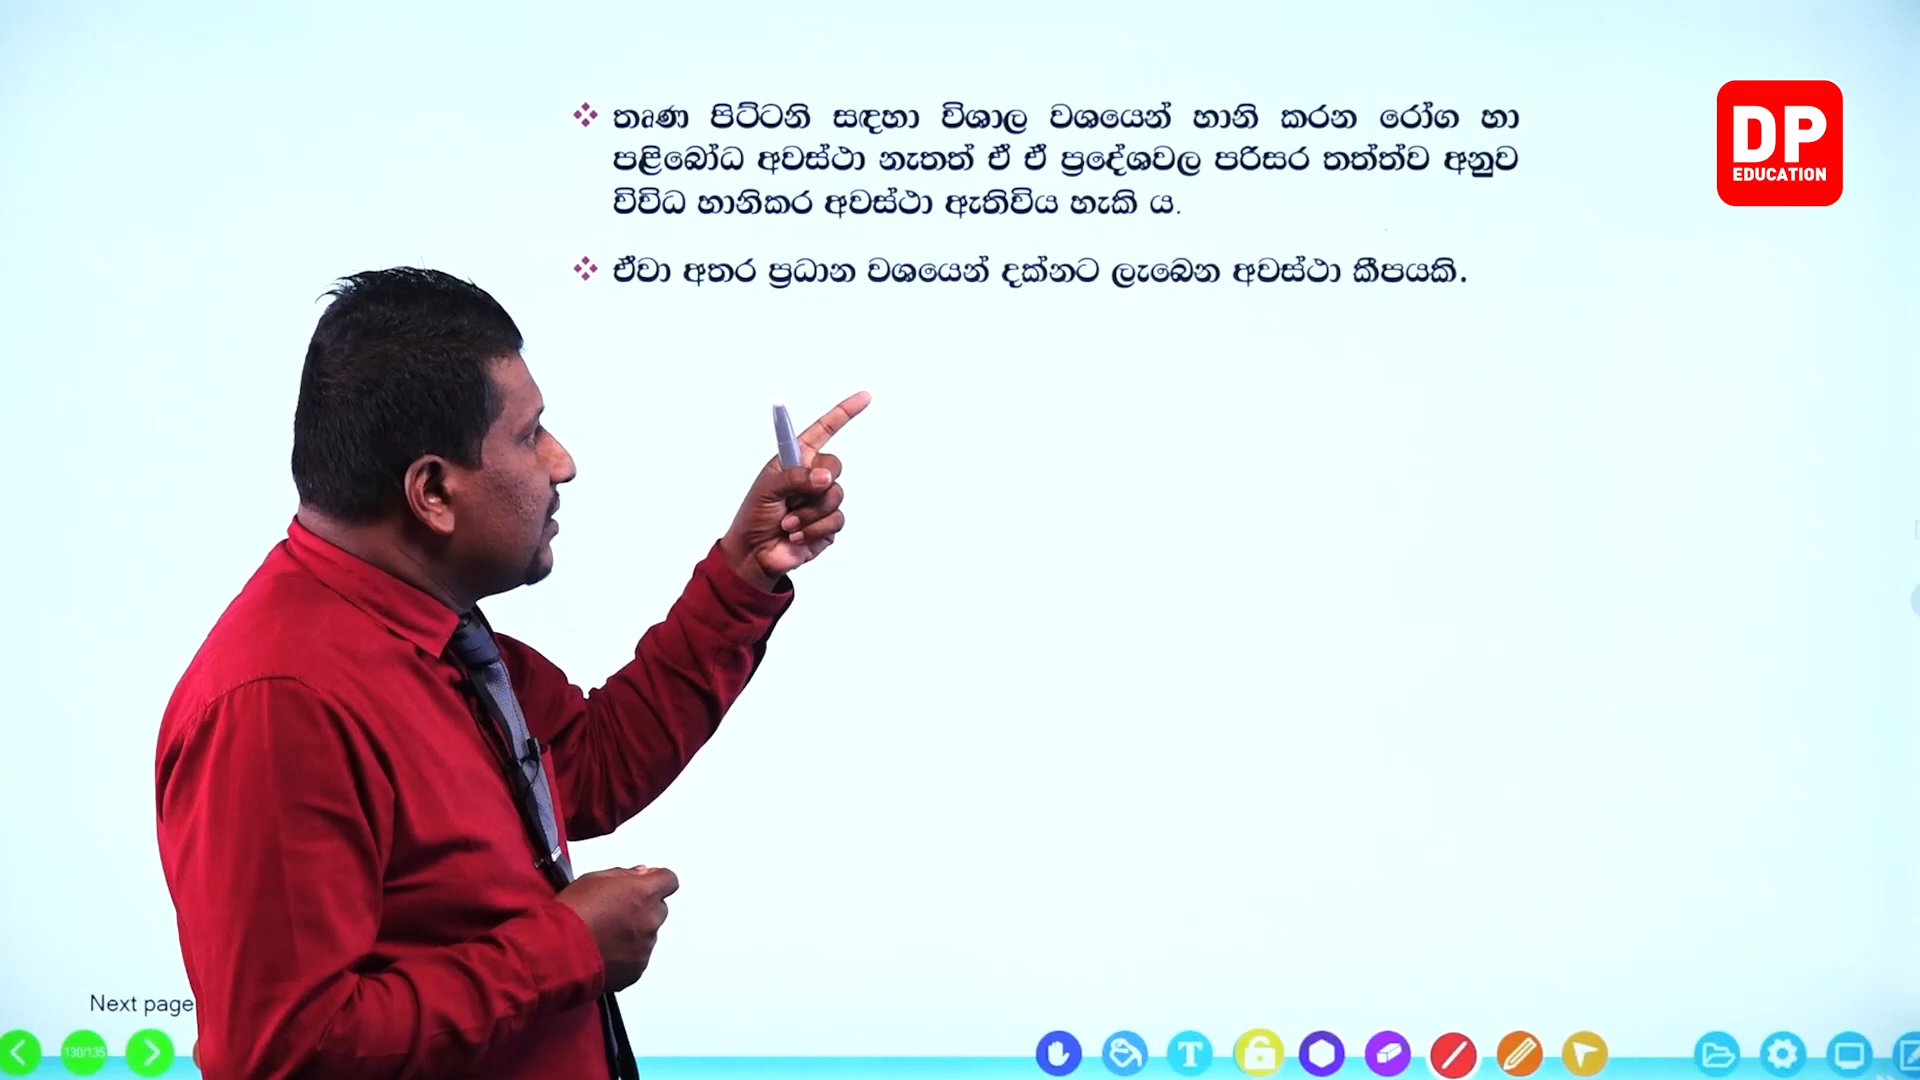 තෘණ පිට්ටනි සඳහා විශාල වශයෙන් හානි කරන රෝග හා
පළිබෝධ අවස්ථා නැතත් ඒ ඒ ප්‍රදේශවල පරිසර තත්ත්ව අනුව
විවිධ හානිකර අවස්ථා ඇතිවිය හැකි ය.
ඒවා අතර ප්‍රධාන වශයෙන් දක්නට ලැබෙන අවස්ථා කීපයකි.
DP
EDUCATION
Next page
130/135
T